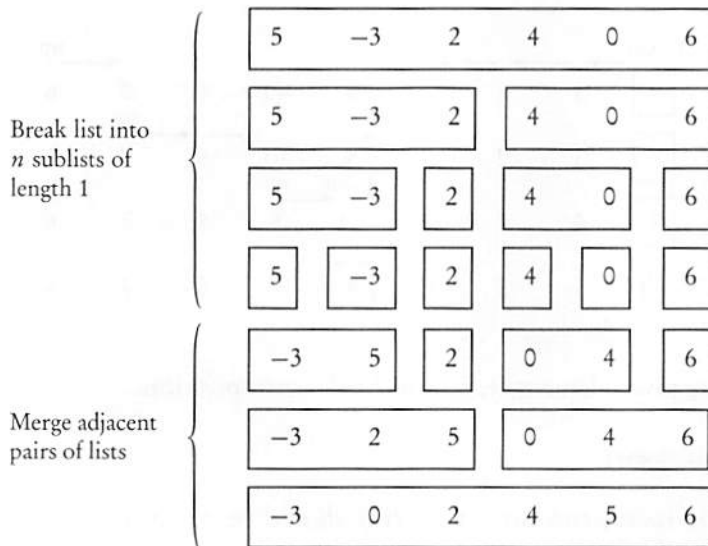 5 −3 2 4 0 6
5 −3 2 4 0 6
Break list into
n sublists of
length 1
5 −3 2 4 0 6
5 −3 2 4 0 6
−3 5 2 0 4 6
Merge adjacent
pairs of lists
−3 2 5 0 4 6
−3 0 2 4 5 6